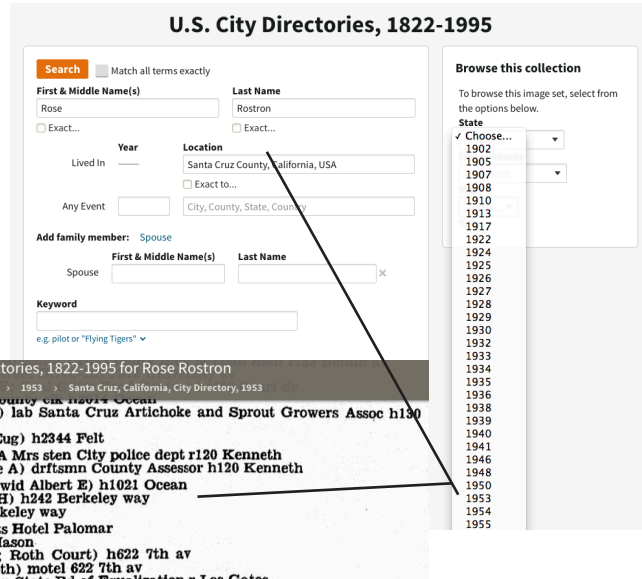 U.S. City Directories, 1822-1995
Search Match all terms exactly
First & Middle Name(s) Last Name
Rose Rostron
Exact... Exact...
Year Location
Lived In Santa Cruz County, California, USA
Exact to...
Any Event City, County, State, Country
Add family member: Spouse
First & Middle Name(s) Last Name
Spouse
Keyword
e.g. pilot or "Flying Tigers"
Browse this collection
To browse this image set, select from
the options below.
State
✓ Choose...
1902
1905
1907
1908
1910
1913
1917
1922
1924
1925
1926
1927
1928
1929
1930
1932
1933
1934
1935
1936
1938
1939
1940
1941
1946
1948
1950
1953
1954
1955
tories, 1822-1995 for Rose Rostron
› 1953 › Santa Cruz, California, City Directory, 1953
) lab Santa Cruz Artichoke and Sprout Growers Assoc h130
Eug) h2344 Felt
A Mrs sten City police dept r120 Kenneth
e A) drftsmn County Assessor h120 Kenneth
wid Albert E) h1021 Ocean
H) h242 Berkeley way
keley way
s Hotel Palomar
Mason
; Roth Court) h622 7th av
th) motel 622 7th av